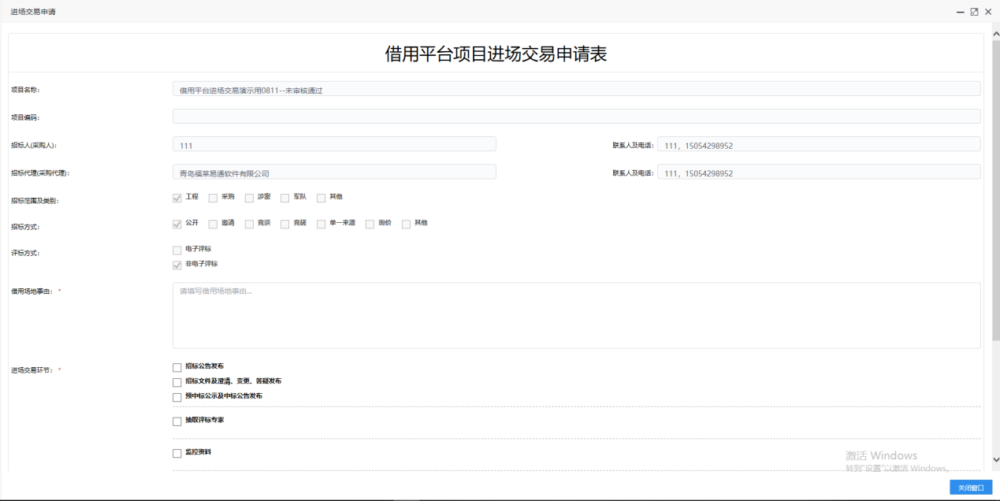 进场交易申请
借用平台项目进场交易申请表
项目名称: 借用平台进场交易演示用0811--未审核通过
项目编码:
招标人(采购人): 111 联系人及电话: 111, 15054298952
招标代理(采购代理): 青岛福莱易通软件有限公司 联系人及电话: 111, 15054298952
招标范围及类别: 工程 采购 涉密 军队 其他
招标方式: 公开 邀请 竞谈 竞磋 单一来源 询价 其他
评标方式: 电子评标
非电子评标
借用场地事由: * 请填写借用场地事由...
进场交易环节: * 招标公告发布
招标文件及澄清、变更、答疑发布
预中标公示及中标公告发布
抽取评标专家
监控资料
激活 Windows
转到"设置"以激活 Windows。
关闭窗口